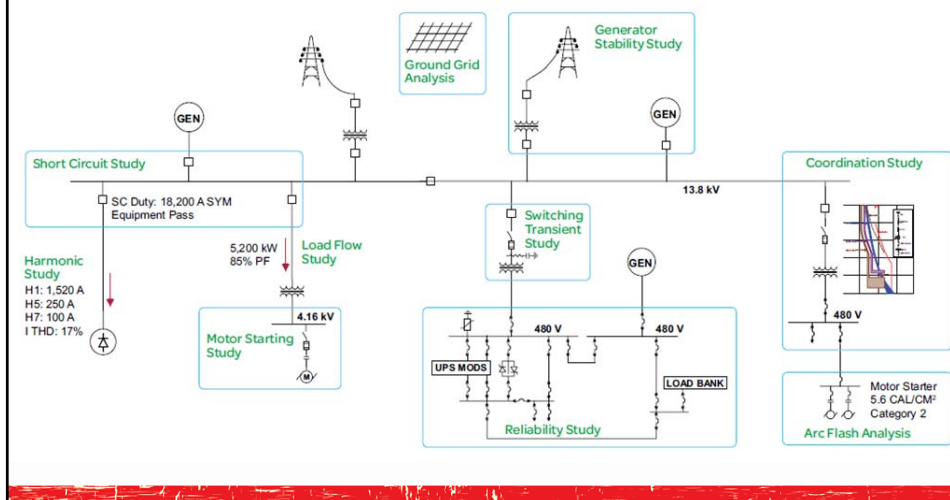 Ground Grid
Analysis
Generator
Stability Study
GEN
GEN
Short Circuit Study
SC Duty: 18,200 A SYM
Equipment Pass
13.8 kV
Coordination Study
Harmonic
Study
H1: 1,520 A
H5: 250 A
H7: 100 A
I THD: 17%
5,200 kW
85% PF
Load Flow
Study
Switching
Transient
Study
GEN
4.16 kV
Motor Starting
Study
M
480 V
480 V
480 V
UPS MODS
LOAD BANK
Reliability Study
Motor Starter
5.6 CAL/CM²
Category 2
Arc Flash Analysis